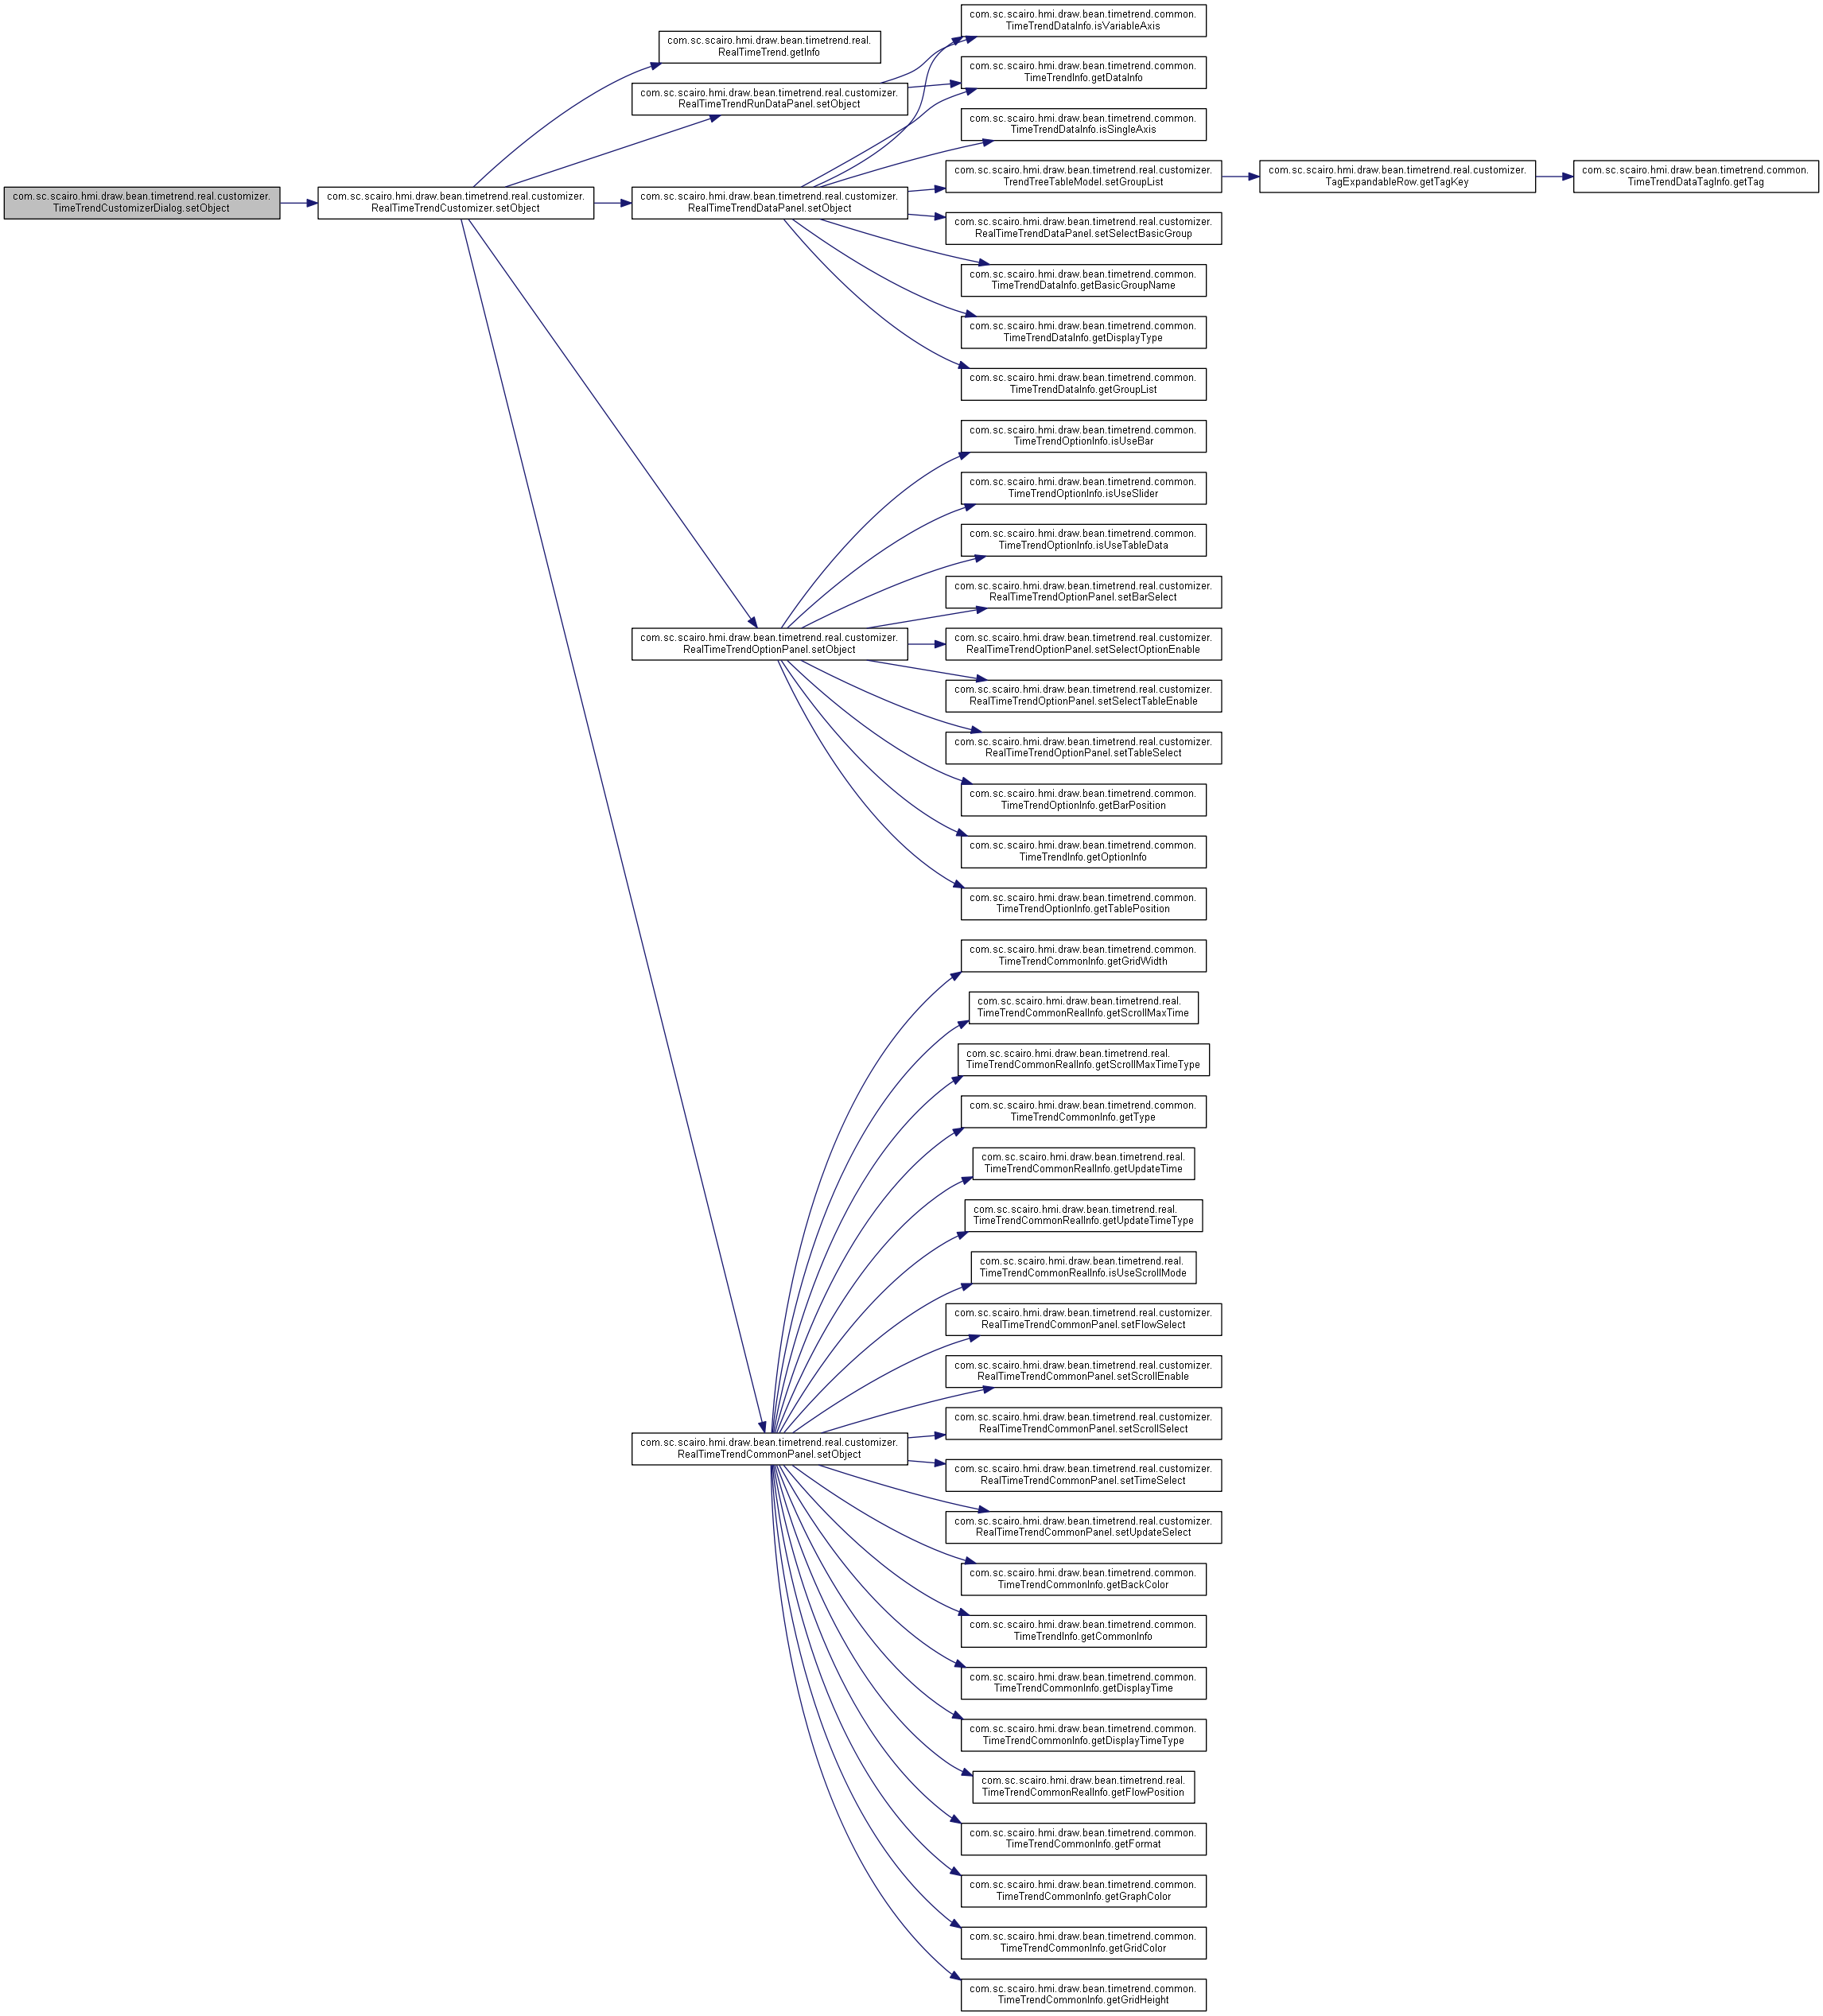 com.sc.scairo.hmi.draw.bean.timetrend.real.customizer.
TimeTrendCustomizerDialog.setObject
com.sc.scairo.hmi.draw.bean.timetrend.real.customizer.
RealTimeTrendCustomizer.setObject
com.sc.scairo.hmi.draw.bean.timetrend.real.
RealTimeTrend.getInfo
com.sc.scairo.hmi.draw.bean.timetrend.real.customizer.
RealTimeTrendRunDataPanel.setObject
com.sc.scairo.hmi.draw.bean.timetrend.real.customizer.
RealTimeTrendDataPanel.setObject
com.sc.scairo.hmi.draw.bean.timetrend.real.customizer.
RealTimeTrendOptionPanel.setObject
com.sc.scairo.hmi.draw.bean.timetrend.real.customizer.
RealTimeTrendCommonPanel.setObject
com.sc.scairo.hmi.draw.bean.timetrend.common.
TimeTrendDataInfo.isVariableAxis
com.sc.scairo.hmi.draw.bean.timetrend.common.
TimeTrendInfo.getDataInfo
com.sc.scairo.hmi.draw.bean.timetrend.common.
TimeTrendDataInfo.isSingleAxis
com.sc.scairo.hmi.draw.bean.timetrend.real.customizer.
TrendTreeTableModel.setGroupList
com.sc.scairo.hmi.draw.bean.timetrend.real.customizer.
TagExpandableRow.getTagKey
com.sc.scairo.hmi.draw.bean.timetrend.common.
TimeTrendDataTagInfo.getTag
com.sc.scairo.hmi.draw.bean.timetrend.real.customizer.
RealTimeTrendDataPanel.setSelectBasicGroup
com.sc.scairo.hmi.draw.bean.timetrend.common.
TimeTrendDataInfo.getBasicGroupName
com.sc.scairo.hmi.draw.bean.timetrend.common.
TimeTrendDataInfo.getDisplayType
com.sc.scairo.hmi.draw.bean.timetrend.common.
TimeTrendDataInfo.getGroupList
com.sc.scairo.hmi.draw.bean.timetrend.common.
TimeTrendOptionInfo.isUseBar
com.sc.scairo.hmi.draw.bean.timetrend.common.
TimeTrendOptionInfo.isUseSlider
com.sc.scairo.hmi.draw.bean.timetrend.common.
TimeTrendOptionInfo.isUseTableData
com.sc.scairo.hmi.draw.bean.timetrend.real.customizer.
RealTimeTrendOptionPanel.setBarSelect
com.sc.scairo.hmi.draw.bean.timetrend.real.customizer.
RealTimeTrendOptionPanel.setSelectOptionEnable
com.sc.scairo.hmi.draw.bean.timetrend.real.customizer.
RealTimeTrendOptionPanel.setSelectTableEnable
com.sc.scairo.hmi.draw.bean.timetrend.real.customizer.
RealTimeTrendOptionPanel.setTableSelect
com.sc.scairo.hmi.draw.bean.timetrend.common.
TimeTrendOptionInfo.getBarPosition
com.sc.scairo.hmi.draw.bean.timetrend.common.
TimeTrendInfo.getOptionInfo
com.sc.scairo.hmi.draw.bean.timetrend.common.
TimeTrendOptionInfo.getTablePosition
com.sc.scairo.hmi.draw.bean.timetrend.common.
TimeTrendCommonInfo.getGridWidth
com.sc.scairo.hmi.draw.bean.timetrend.real.
TimeTrendCommonRealInfo.getScrollMaxTime
com.sc.scairo.hmi.draw.bean.timetrend.real.
TimeTrendCommonRealInfo.getScrollMaxTimeType
com.sc.scairo.hmi.draw.bean.timetrend.common.
TimeTrendCommonInfo.getType
com.sc.scairo.hmi.draw.bean.timetrend.real.
TimeTrendCommonRealInfo.getUpdateTime
com.sc.scairo.hmi.draw.bean.timetrend.real.
TimeTrendCommonRealInfo.getUpdateTimeType
com.sc.scairo.hmi.draw.bean.timetrend.real.
TimeTrendCommonRealInfo.isUseScrollMode
com.sc.scairo.hmi.draw.bean.timetrend.real.customizer.
RealTimeTrendCommonPanel.setFlowSelect
com.sc.scairo.hmi.draw.bean.timetrend.real.customizer.
RealTimeTrendCommonPanel.setScrollEnable
com.sc.scairo.hmi.draw.bean.timetrend.real.customizer.
RealTimeTrendCommonPanel.setScrollSelect
com.sc.scairo.hmi.draw.bean.timetrend.real.customizer.
RealTimeTrendCommonPanel.setTimeSelect
com.sc.scairo.hmi.draw.bean.timetrend.real.customizer.
RealTimeTrendCommonPanel.setUpdateSelect
com.sc.scairo.hmi.draw.bean.timetrend.common.
TimeTrendCommonInfo.getBackColor
com.sc.scairo.hmi.draw.bean.timetrend.common.
TimeTrendInfo.getCommonInfo
com.sc.scairo.hmi.draw.bean.timetrend.common.
TimeTrendCommonInfo.getDisplayTime
com.sc.scairo.hmi.draw.bean.timetrend.common.
TimeTrendCommonInfo.getDisplayTimeType
com.sc.scairo.hmi.draw.bean.timetrend.real.
TimeTrendCommonRealInfo.getFlowPosition
com.sc.scairo.hmi.draw.bean.timetrend.common.
TimeTrendCommonInfo.getFormat
com.sc.scairo.hmi.draw.bean.timetrend.common.
TimeTrendCommonInfo.getGraphColor
com.sc.scairo.hmi.draw.bean.timetrend.common.
TimeTrendCommonInfo.getGridColor
com.sc.scairo.hmi.draw.bean.timetrend.common.
TimeTrendCommonInfo.getGridHeight